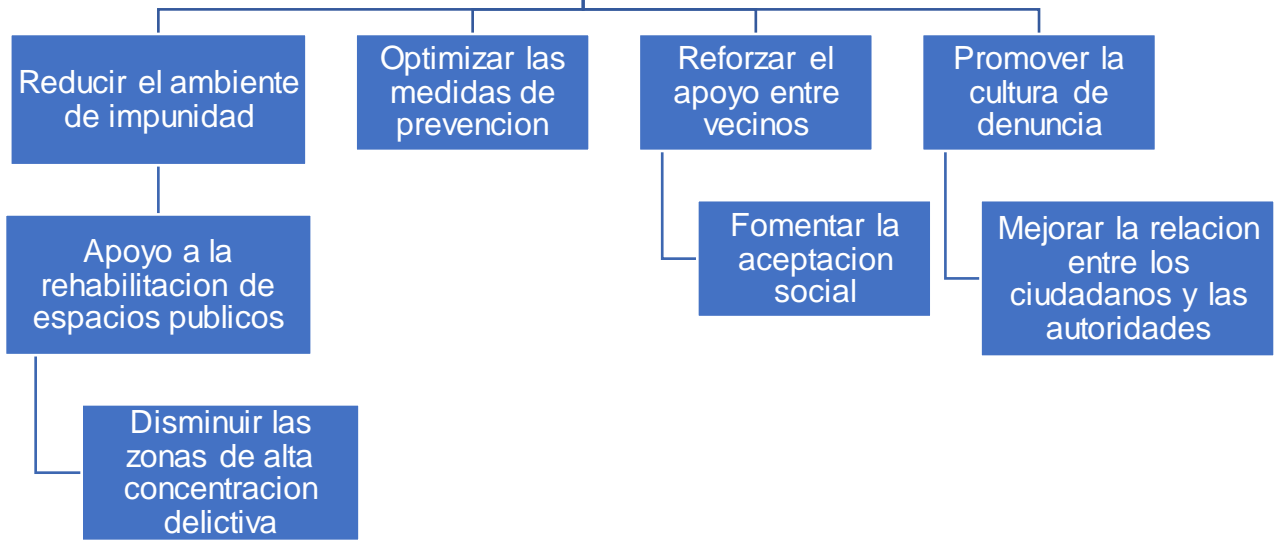 Reducir el ambiente
de impunidad
Optimizar las
medidas de
prevencion
Reforzar el
apoyo entre
vecinos
Promover la
cultura de
denuncia
Apoyo a la
rehabilitacion de
espacios publicos
Fomentar la
aceptacion
social
Mejorar la relacion
entre los
ciudadanos y las
autoridades
Disminuir las
zonas de alta
concentracion
delictiva